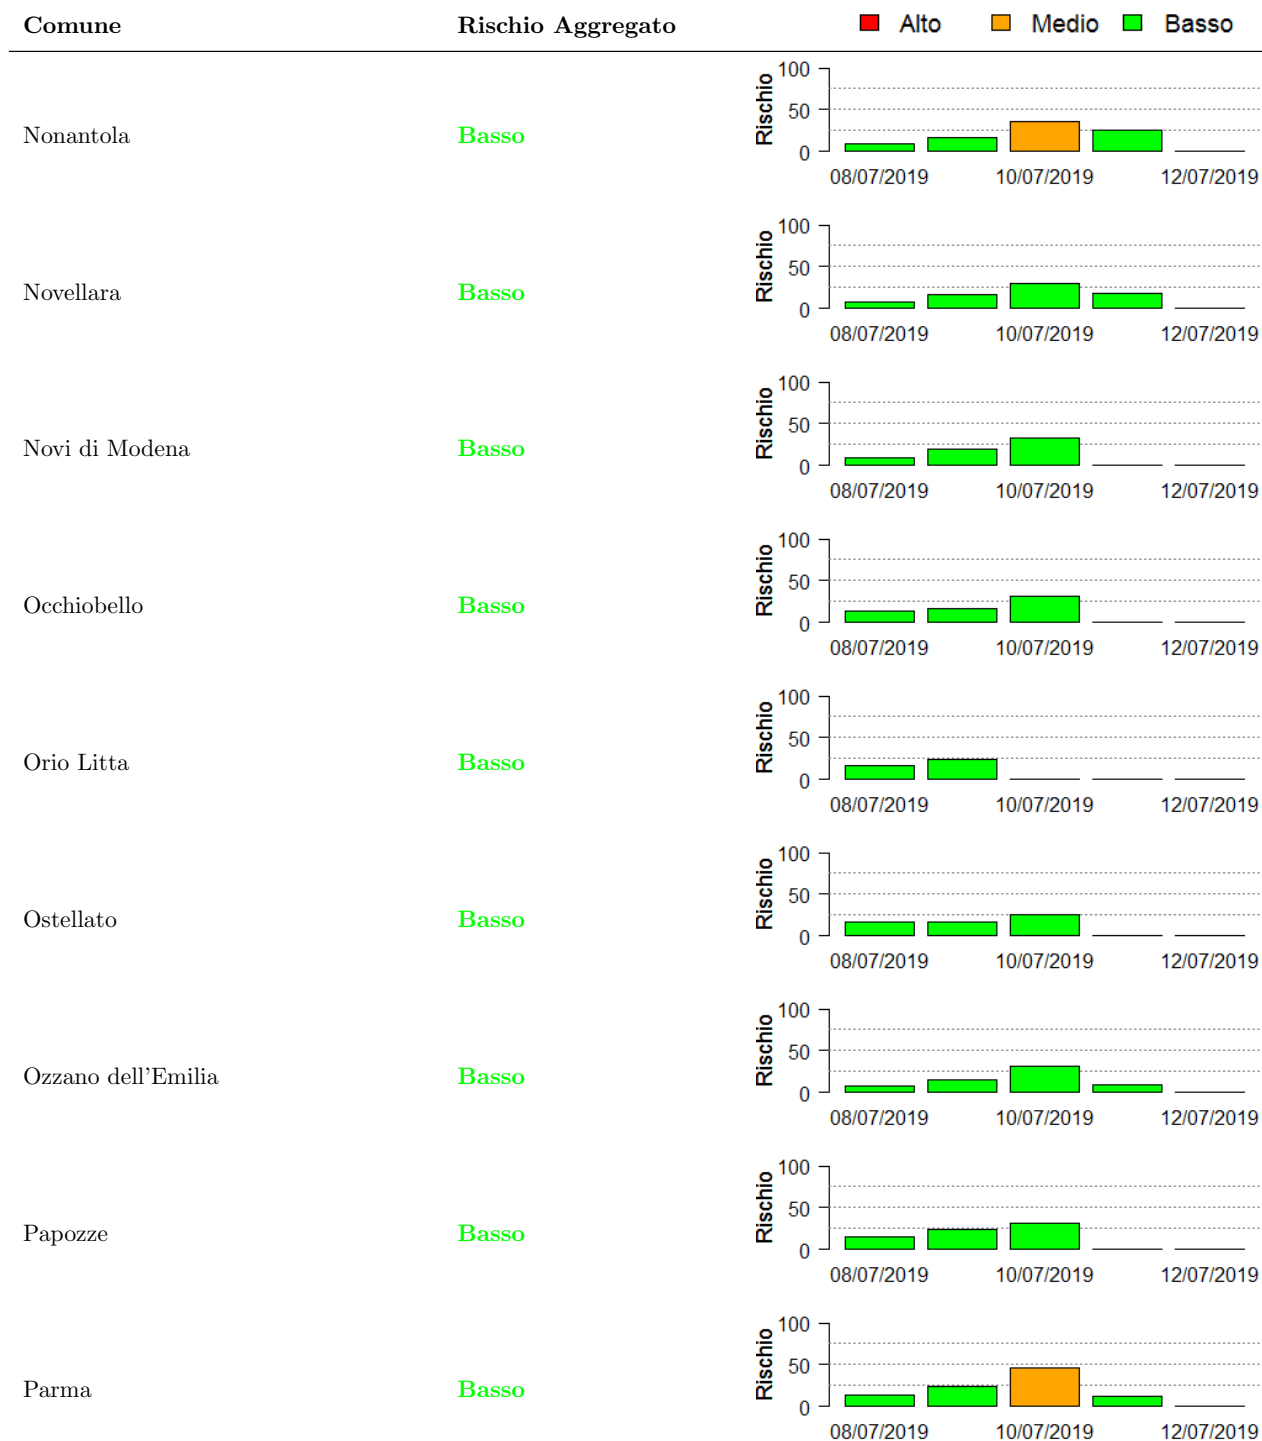 Comune Rischio Aggregato Alto Medio Basso
Nonantola Basso Rischio 100 50 0
08/07/2019 10/07/2019 12/07/2019
Novellara Basso Rischio 100 50 0
08/07/2019 10/07/2019 12/07/2019
Novi di Modena Basso Rischio 100 50 0
08/07/2019 10/07/2019 12/07/2019
Occhiobello Basso Rischio 100 50 0
08/07/2019 10/07/2019 12/07/2019
Orio Litta Basso Rischio 100 50 0
08/07/2019 10/07/2019 12/07/2019
Ostellato Basso Rischio 100 50 0
08/07/2019 10/07/2019 12/07/2019
Ozzano dell'Emilia Basso Rischio 100 50 0
08/07/2019 10/07/2019 12/07/2019
Papozze Basso Rischio 100 50 0
08/07/2019 10/07/2019 12/07/2019
Parma Basso Rischio 100 50 0
08/07/2019 10/07/2019 12/07/2019